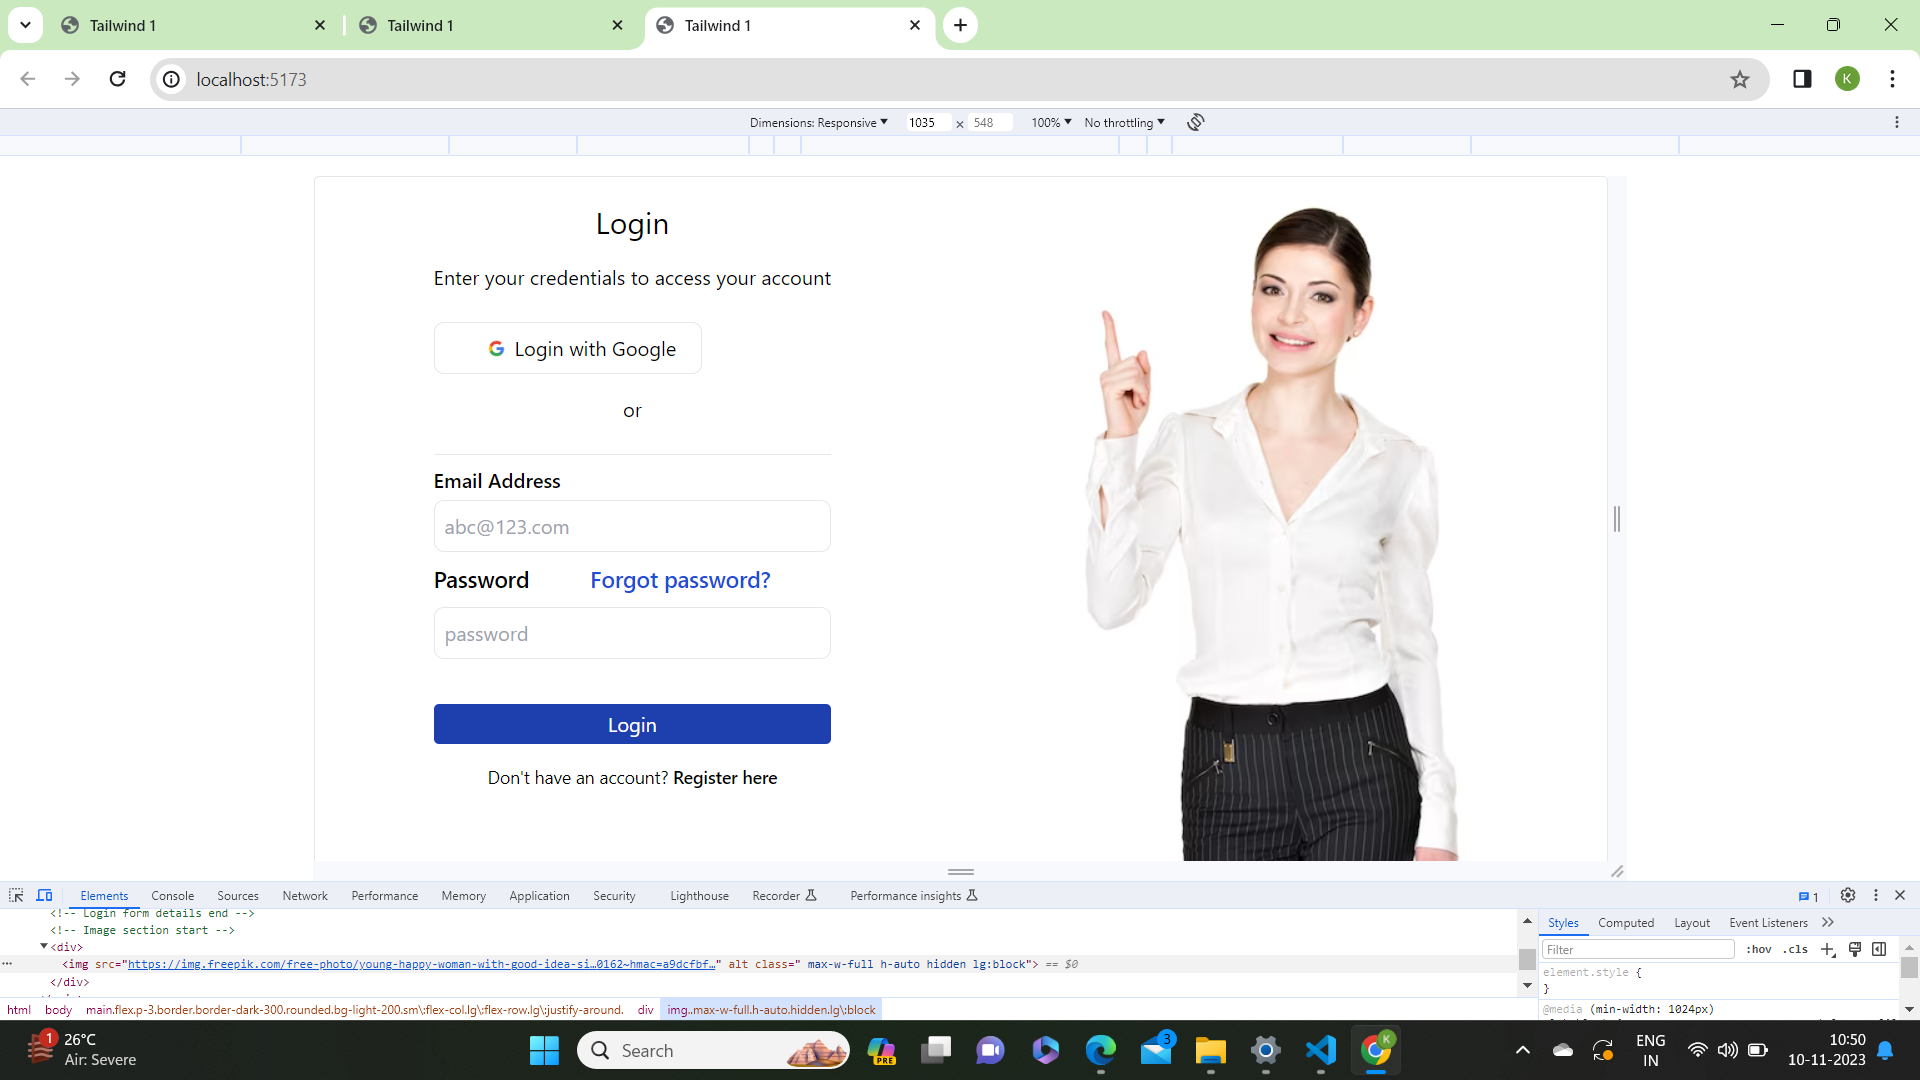 Tailwind 1
Tailwind 1
Tailwind 1
localhost:5173
K
Dimensions: Responsive 1035 × 548 100% No throttling
Login
Enter your credentials to access your account
Login with Google
or
Email Address
abc@123.com
Password Forgot password?
password
Login
Don't have an account? Register here
Elements Console Sources Network Performance Memory Application Security Lighthouse Recorder Performance insights 1
<!-- Login form details end -->
<!-- Image section start -->
<div>
<img src="https://img.freepik.com/free-photo/young-happy-woman-with-good-idea-si…0162~hmac=a9dcfbf…" alt class=" max-w-full h-auto hidden lg:block"> == $0
</div>
html body main.flex.p-3.border.border-dark-300.rounded.bg-light-200.sm\:flex-col.lg\:flex-row.lg\:justify-around. div img..max-w-full.h-auto.hidden.lg\:block
Styles Computed Layout Event Listeners
Filter :hov .cls
element.style {
}
@media (min-width: 1024px)
1
26°C
Air: Severe
Search
PRE
3
K
ENG
IN
10:50
10-11-2023